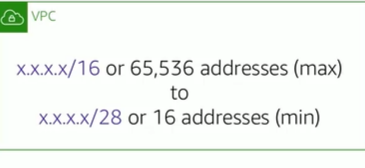 VPC
x.x.x.x/16 or 65,536 addresses (max)
to
x.x.x.x/28 or 16 addresses (min)